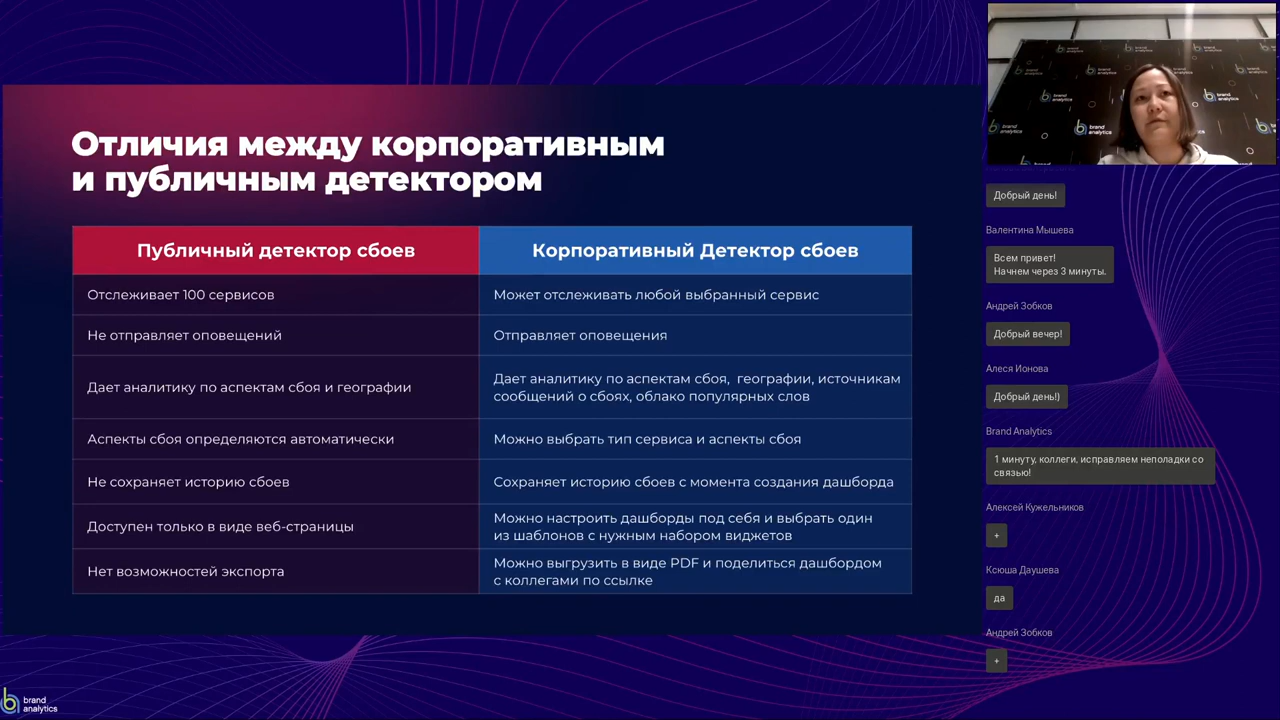 Отличия между корпоративным
и публичным детектором
Публичный детектор сбоев
Корпоративный Детектор сбоев
Отслеживает 100 сервисов
Может отслеживать любой выбранный сервис
Не отправляет оповещений
Отправляет оповещения
Дает аналитику по аспектам сбоя и географии
Дает аналитику по аспектам сбоя, географии, источникам
сообщений о сбоях, облако популярных слов
Аспекты сбоя определяются автоматически
Можно выбрать тип сервиса и аспекты сбоя
Не сохраняет историю сбоев
Сохраняет историю сбоев с момента создания дашборда
Доступен только в виде веб-страницы
Можно настроить дашборды под себя и выбрать один
из шаблонов с нужным набором виджетов
Нет возможностей экспорта
Можно выгрузить в виде PDF и поделиться дашбордом
с коллегами по ссылке
brand
analytics
brand
analytics
Добрый день!
Валентина Мышева
Всем привет!
Начнем через 3 минуты.
Андрей Зобков
Добрый вечер!
Алеся Ионова
Добрый день!)
Brand Analytics
1 минуту, коллеги, исправляем неполадки со
связью!
Алексей Кужельников
+
Ксюша Даушева
да
Андрей Зобков
+